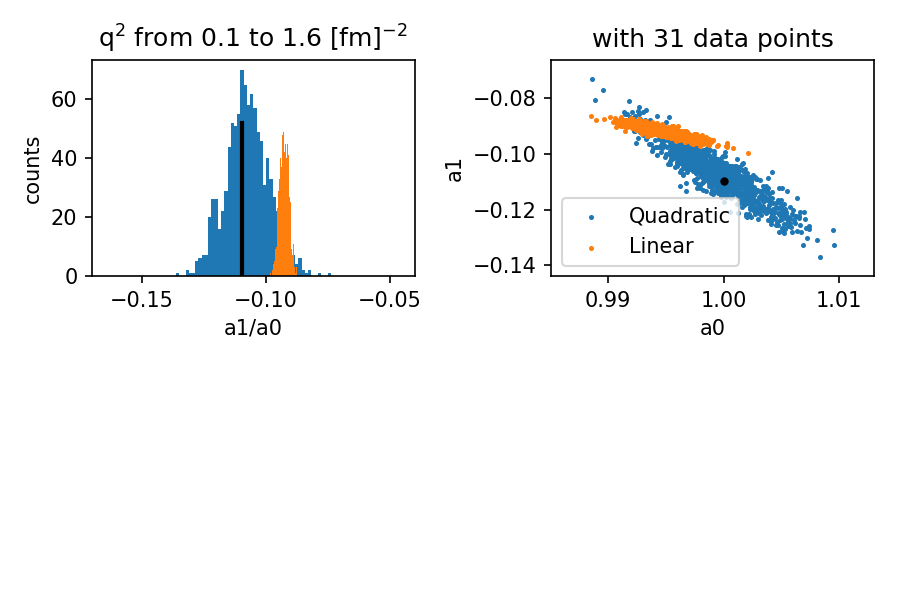 q² from 0.1 to 1.6 [fm]⁻²
counts
60
40
20
0
−0.15
−0.10
−0.05
a1/a0
with 31 data points
a1
−0.08
−0.10
−0.12
−0.14
Quadratic
Linear
0.99
1.00
1.01
a0